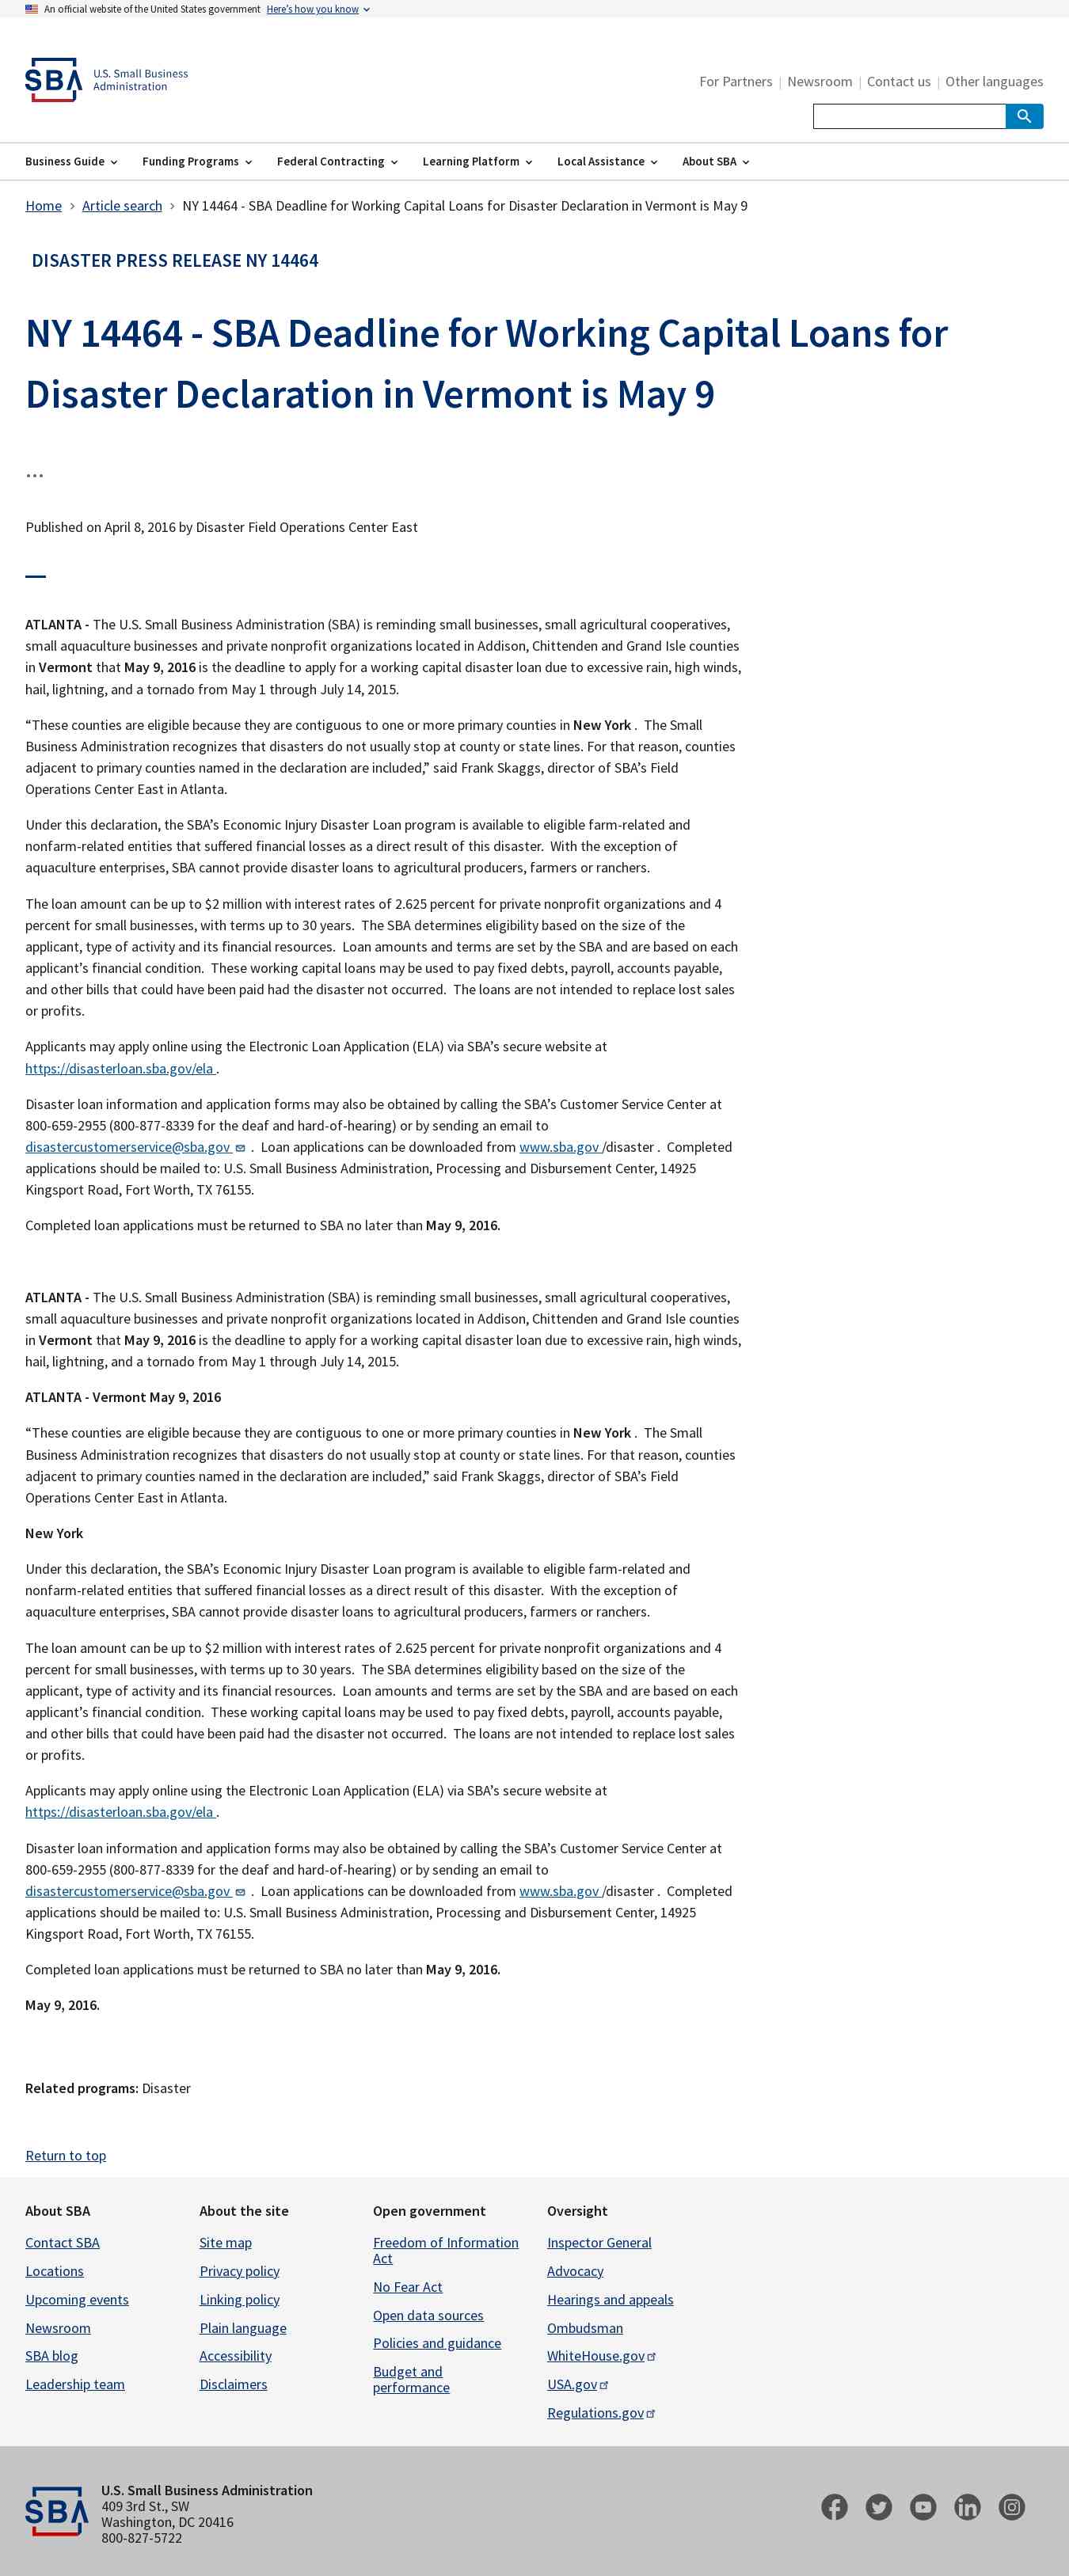 An official website of the United States government Here's how you know
SBA
U.S. Small Business
Administration
For Partners | Newsroom | Contact us | Other languages
Business Guide Funding Programs Federal Contracting Learning Platform Local Assistance About SBA
Home > Article search > NY 14464 - SBA Deadline for Working Capital Loans for Disaster Declaration in Vermont is May 9
DISASTER PRESS RELEASE NY 14464
NY 14464 - SBA Deadline for Working Capital Loans for
Disaster Declaration in Vermont is May 9
...
Published on April 8, 2016 by Disaster Field Operations Center East
ATLANTA - The U.S. Small Business Administration (SBA) is reminding small businesses, small agricultural cooperatives,
small aquaculture businesses and private nonprofit organizations located in Addison, Chittenden and Grand Isle counties
in Vermont that May 9, 2016 is the deadline to apply for a working capital disaster loan due to excessive rain, high winds,
hail, lightning, and a tornado from May 1 through July 14, 2015.
“These counties are eligible because they are contiguous to one or more primary counties in New York . The Small
Business Administration recognizes that disasters do not usually stop at county or state lines. For that reason, counties
adjacent to primary counties named in the declaration are included,” said Frank Skaggs, director of SBA’s Field
Operations Center East in Atlanta.
Under this declaration, the SBA’s Economic Injury Disaster Loan program is available to eligible farm-related and
nonfarm-related entities that suffered financial losses as a direct result of this disaster. With the exception of
aquaculture enterprises, SBA cannot provide disaster loans to agricultural producers, farmers or ranchers.
The loan amount can be up to $2 million with interest rates of 2.625 percent for private nonprofit organizations and 4
percent for small businesses, with terms up to 30 years. The SBA determines eligibility based on the size of the
applicant, type of activity and its financial resources. Loan amounts and terms are set by the SBA and are based on each
applicant’s financial condition. These working capital loans may be used to pay fixed debts, payroll, accounts payable,
and other bills that could have been paid had the disaster not occurred. The loans are not intended to replace lost sales
or profits.
Applicants may apply online using the Electronic Loan Application (ELA) via SBA’s secure website at
https://disasterloan.sba.gov/ela .
Disaster loan information and application forms may also be obtained by calling the SBA’s Customer Service Center at
800-659-2955 (800-877-8339 for the deaf and hard-of-hearing) or by sending an email to
disastercustomerservice@sba.gov . Loan applications can be downloaded from www.sba.gov /disaster . Completed
applications should be mailed to: U.S. Small Business Administration, Processing and Disbursement Center, 14925
Kingsport Road, Fort Worth, TX 76155.
Completed loan applications must be returned to SBA no later than May 9, 2016.
ATLANTA - The U.S. Small Business Administration (SBA) is reminding small businesses, small agricultural cooperatives,
small aquaculture businesses and private nonprofit organizations located in Addison, Chittenden and Grand Isle counties
in Vermont that May 9, 2016 is the deadline to apply for a working capital disaster loan due to excessive rain, high winds,
hail, lightning, and a tornado from May 1 through July 14, 2015.
ATLANTA - Vermont May 9, 2016
“These counties are eligible because they are contiguous to one or more primary counties in New York . The Small
Business Administration recognizes that disasters do not usually stop at county or state lines. For that reason, counties
adjacent to primary counties named in the declaration are included,” said Frank Skaggs, director of SBA’s Field
Operations Center East in Atlanta.
New York
Under this declaration, the SBA’s Economic Injury Disaster Loan program is available to eligible farm-related and
nonfarm-related entities that suffered financial losses as a direct result of this disaster. With the exception of
aquaculture enterprises, SBA cannot provide disaster loans to agricultural producers, farmers or ranchers.
The loan amount can be up to $2 million with interest rates of 2.625 percent for private nonprofit organizations and 4
percent for small businesses, with terms up to 30 years. The SBA determines eligibility based on the size of the
applicant, type of activity and its financial resources. Loan amounts and terms are set by the SBA and are based on each
applicant’s financial condition. These working capital loans may be used to pay fixed debts, payroll, accounts payable,
and other bills that could have been paid had the disaster not occurred. The loans are not intended to replace lost sales
or profits.
Applicants may apply online using the Electronic Loan Application (ELA) via SBA’s secure website at
https://disasterloan.sba.gov/ela .
Disaster loan information and application forms may also be obtained by calling the SBA’s Customer Service Center at
800-659-2955 (800-877-8339 for the deaf and hard-of-hearing) or by sending an email to
disastercustomerservice@sba.gov . Loan applications can be downloaded from www.sba.gov /disaster . Completed
applications should be mailed to: U.S. Small Business Administration, Processing and Disbursement Center, 14925
Kingsport Road, Fort Worth, TX 76155.
Completed loan applications must be returned to SBA no later than May 9, 2016.
May 9, 2016.
Related programs: Disaster
Return to top
About SBA
Contact SBA
Locations
Upcoming events
Newsroom
SBA blog
Leadership team
About the site
Site map
Privacy policy
Linking policy
Plain language
Accessibility
Disclaimers
Open government
Freedom of Information
Act
No Fear Act
Open data sources
Policies and guidance
Budget and
performance
Oversight
Inspector General
Advocacy
Hearings and appeals
Ombudsman
WhiteHouse.gov
USA.gov
Regulations.gov
SBA
U.S. Small Business Administration
409 3rd St., SW
Washington, DC 20416
800-827-5722